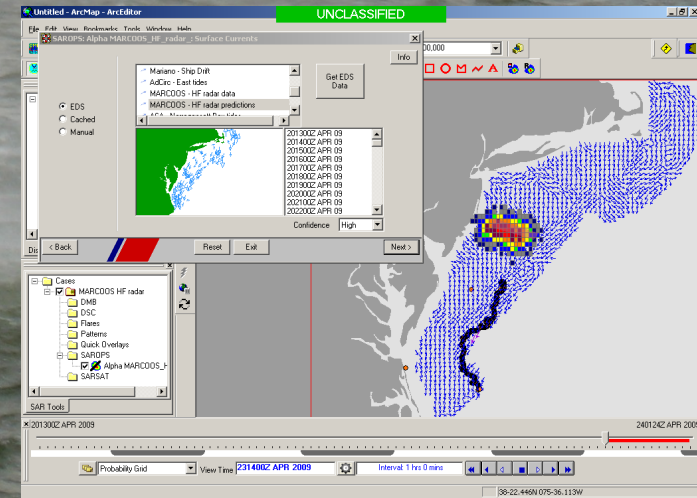 UNCLASSIFIED
Untitled - ArcMap - ArcEditor
File Edit View Bookmarks Tools Window Help
SAROPS: Alpha MARCOOS_HF_radar_: Surface Currents
Info
Mariano - Ship Drift
AdCirc - East tides
MARCOOS - HF radar data
MARCOOS - HF radar predictions
Get EDS
Data
EDS
Cached
Manual
201300Z APR 09
201400Z APR 09
201500Z APR 09
201600Z APR 09
201700Z APR 09
201800Z APR 09
201900Z APR 09
202000Z APR 09
202100Z APR 09
202200Z APR 09
Confidence High
< Back
Reset
Exit
Next >
Dis
Cases
MARCOOS HF radar
DMB
DSC
Flares
Patterns
Quick Overlays
SAROPS
Alpha MARCOOS_H
SARSAT
SAR Tools
201300Z APR 2009
240124Z APR 2009
Probability Grid
View Time 231400Z APR 2009
Interval: 1 hrs 0 mins
38-22.446N 075-36.113W